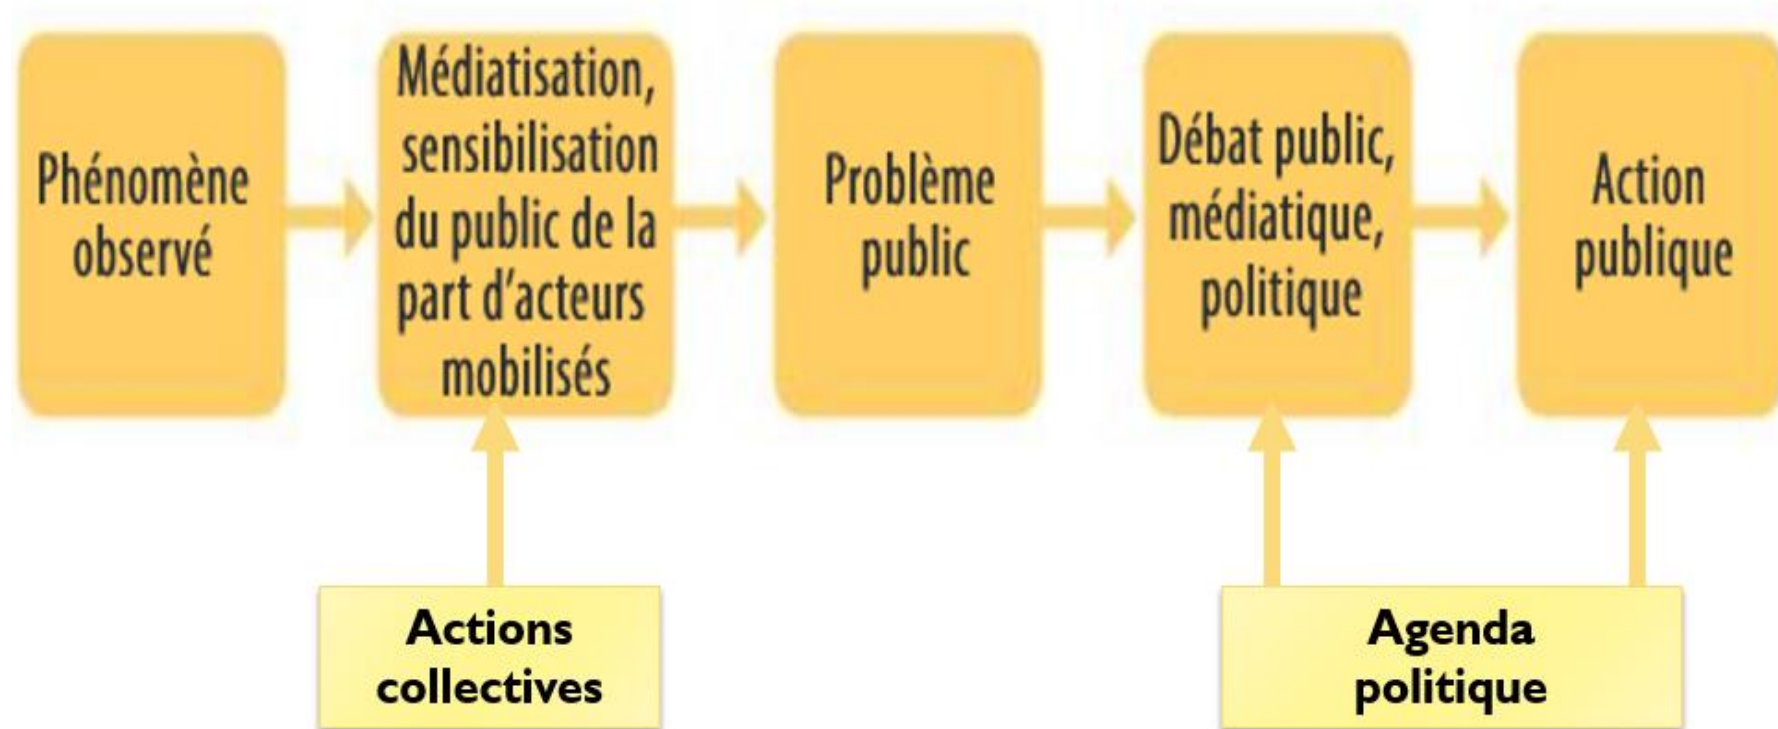 Phénomène
observé
Médiatisation,
sensibilisation
du public de la
part d'acteurs
mobilisés
Problème
public
Débat public,
médiatique,
politique
Action
publique
Actions
collectives
Agenda
politique